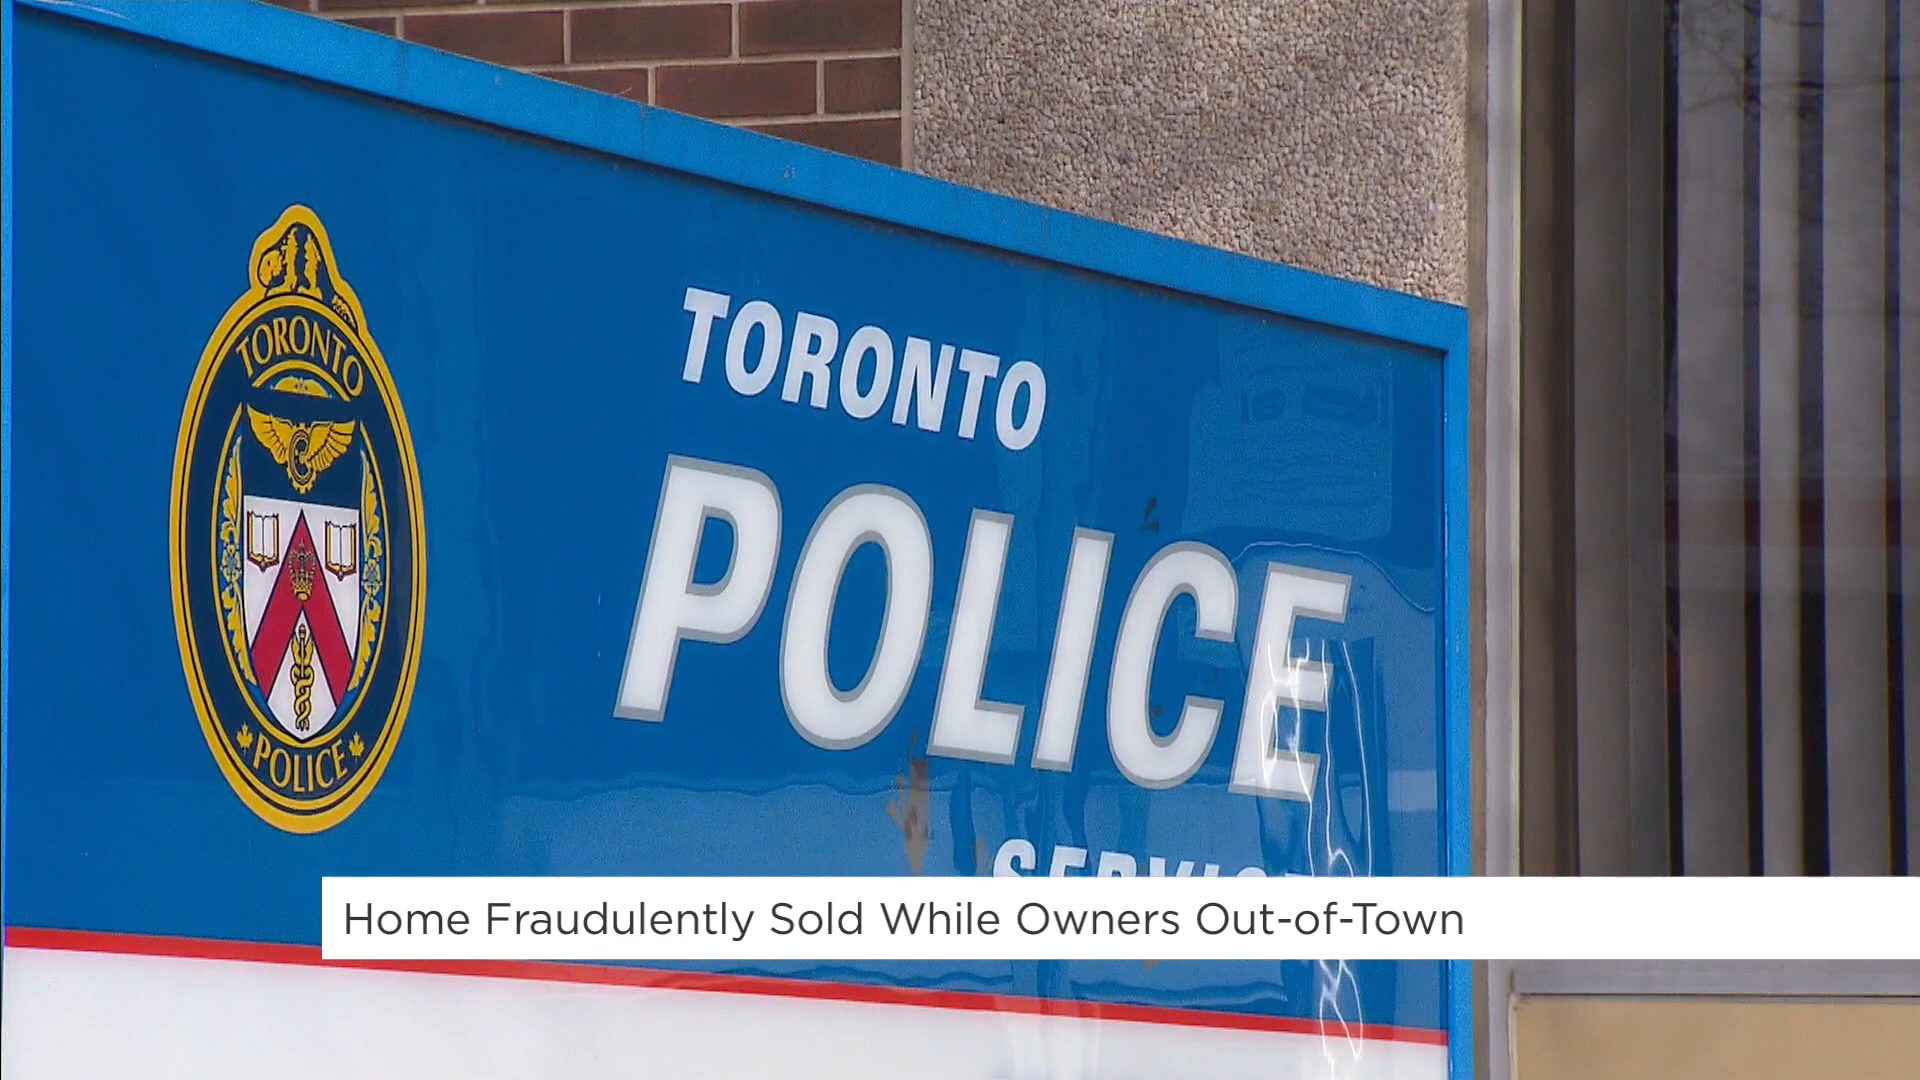 TORONTO
POLICE
TORONTO
POLICE
Home Fraudulently Sold While Owners Out-of-Town